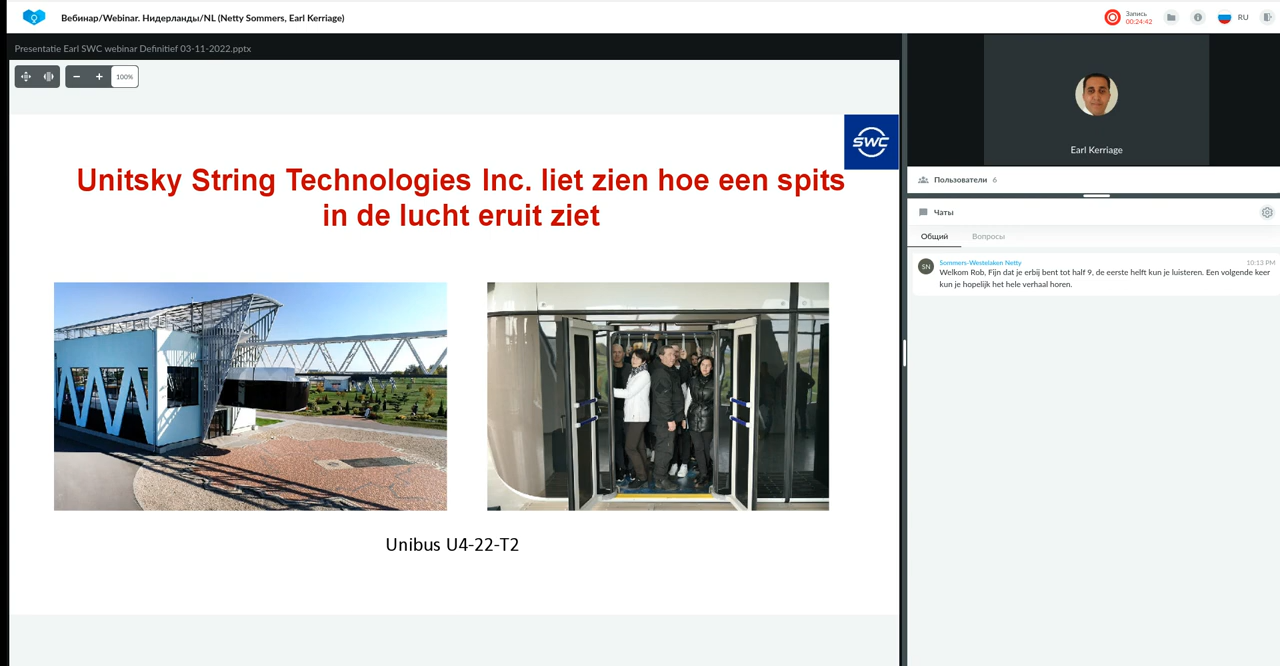 Вебинар/Webinar. Нидерланды/NL (Netty Sommers, Earl Kerriage)
Запись
00:24:42
RU
Presentatie Earl SWC webinar Definitief 03-11-2022.pptx
100%
SWC
Unitsky String Technologies Inc. liet zien hoe een spits
in de lucht eruit ziet
Unibus U4-22-T2
Earl Kerriage
Пользователи 6
Чаты
Общий
Вопросы
SN
Sommers-Westelaken Netty
10:13 PM
Welkom Rob, Fijn dat je erbij bent tot half 9, de eerste helft kun je luisteren. Een volgende keer
kun je hopelijk het hele verhaal horen.